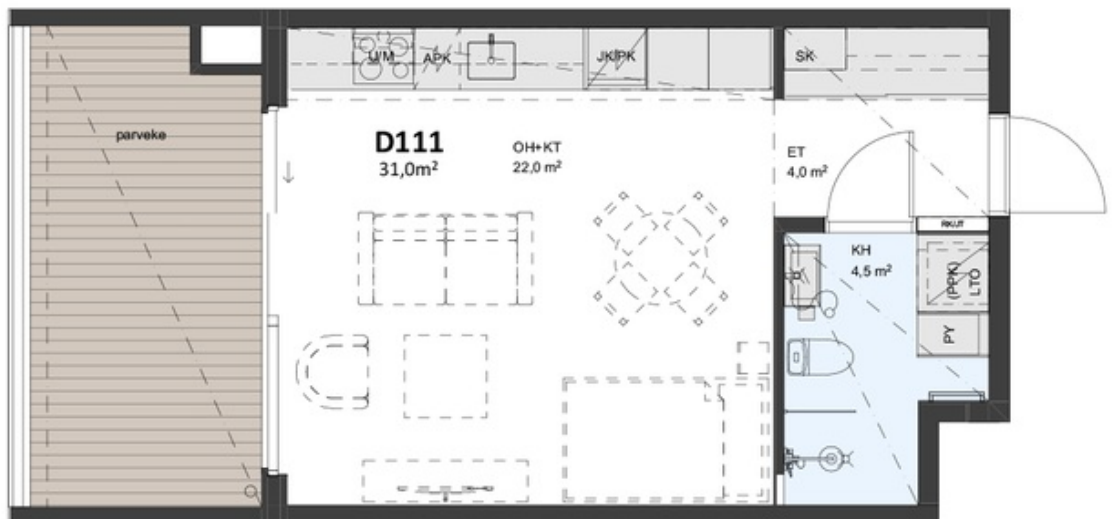 U/M
APK
JK/PK
SK
parveke
D111
31,0m²
OH+KT
22,0 m²
ET
4,0 m²
RKIJT
KH
4,5 m²
(PPK)
LTO
PY